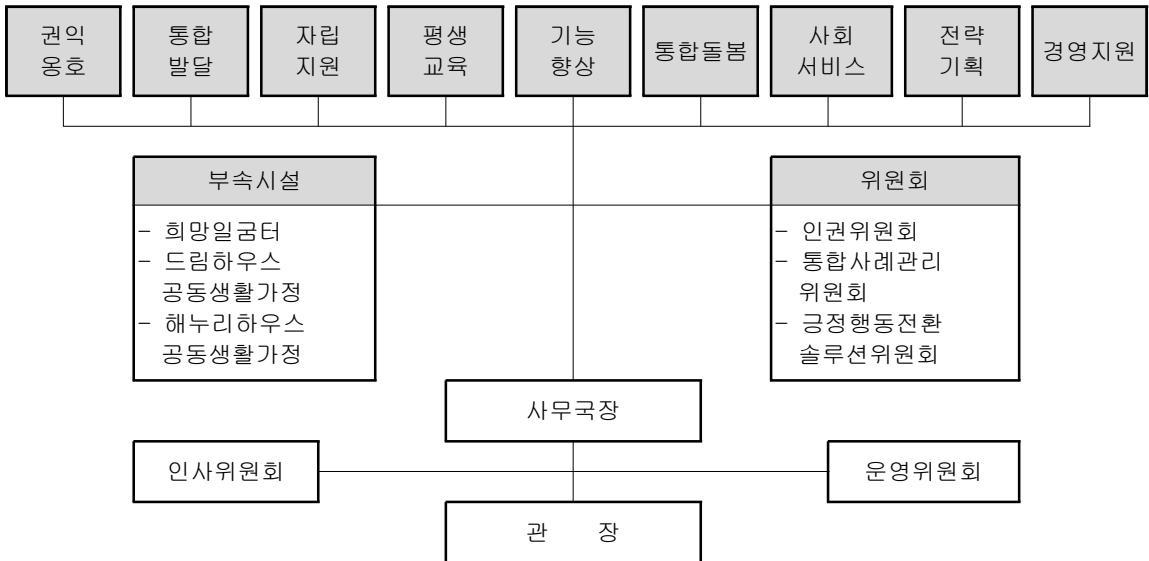 권익
옹호
통합
발달
자립
지원
평생
교육
기능
향상
통합돌봄
사회
서비스
전략
기획
경영지원
부속시설
- 희망일굼터
- 드림하우스
공동생활가정
- 해누리하우스
공동생활가정
위원회
- 인권위원회
- 통합사례관리
위원회
- 긍정행동전환
솔루션위원회
사무국장
인사위원회
운영위원회
관 장